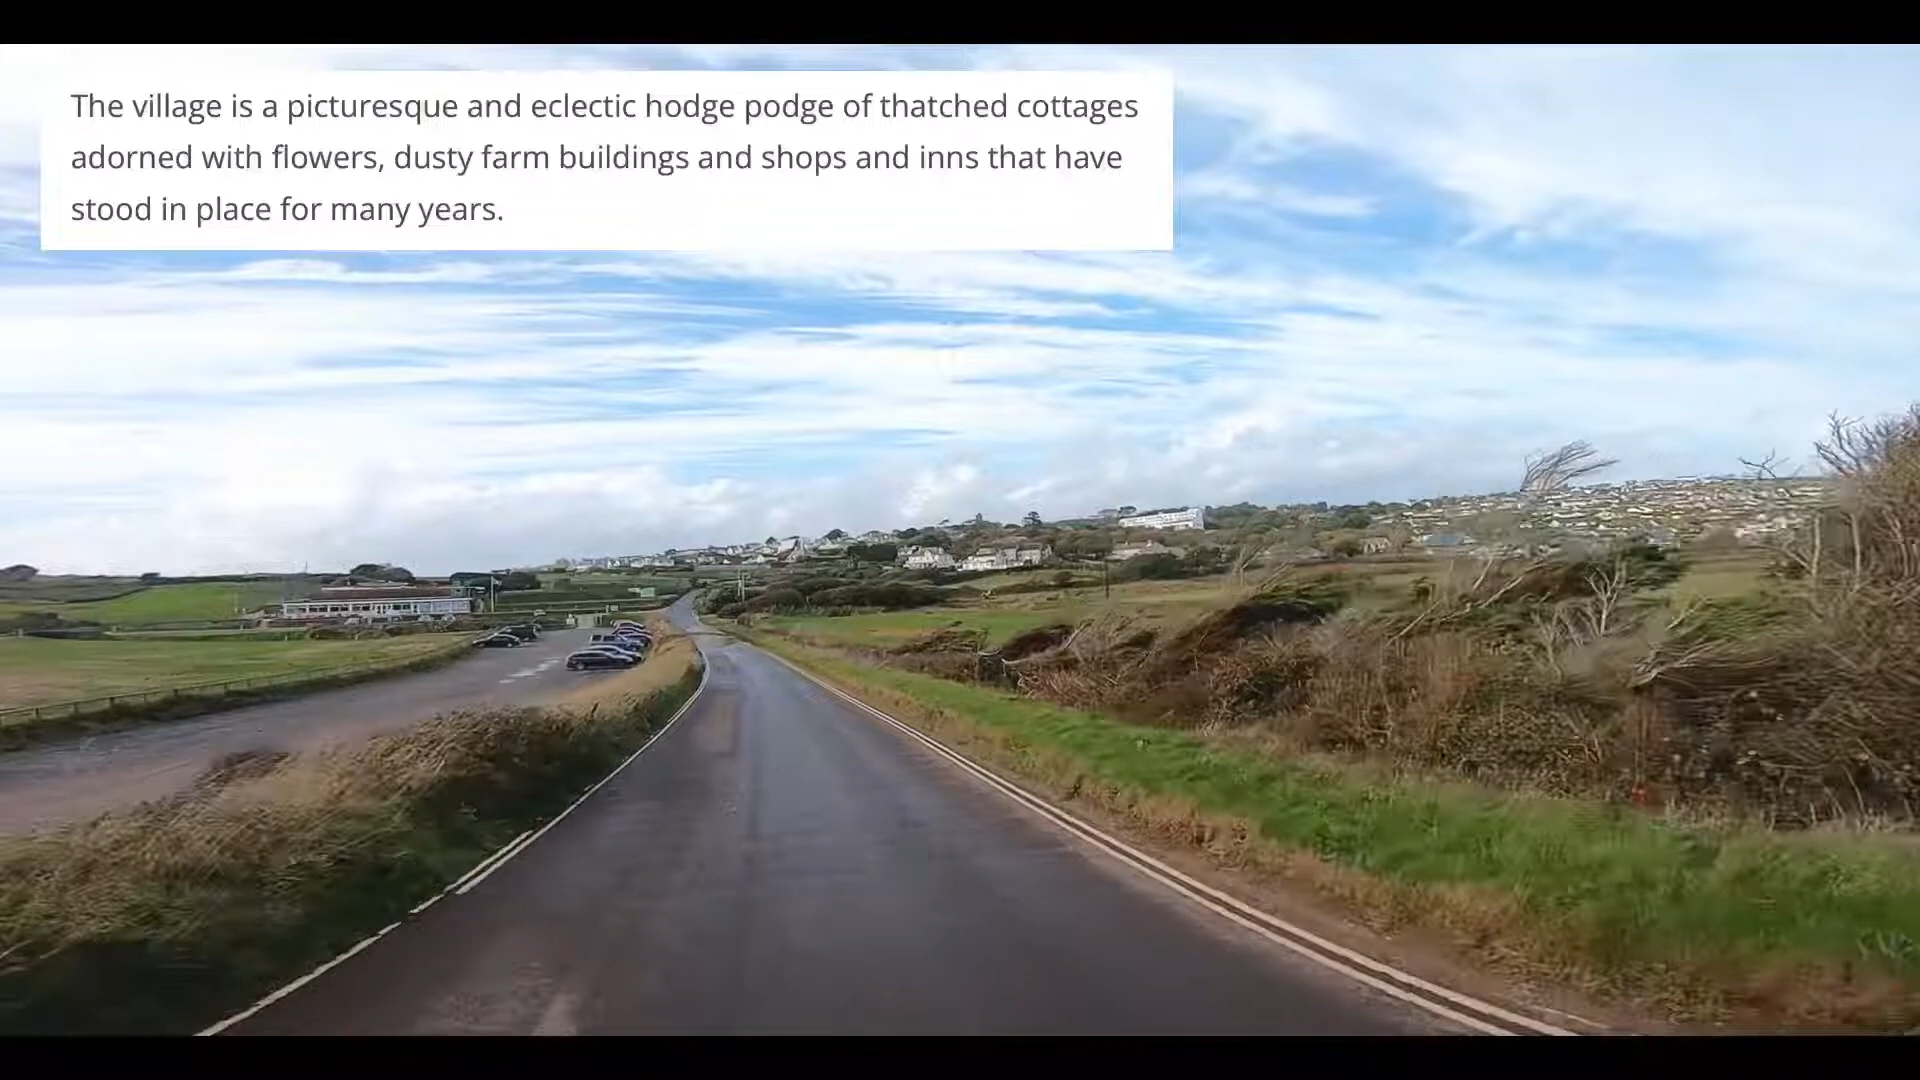 The village is a picturesque and eclectic hodge podge of thatched cottages
adorned with flowers, dusty farm buildings and shops and inns that have
stood in place for many years.